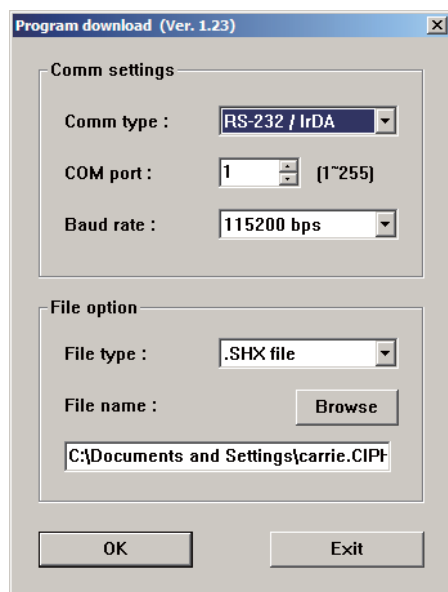 Program download (Ver. 1.23)
Comm settings
Comm type : RS-232 / IrDA
COM port : 1 (1~255)
Baud rate : 115200 bps
File option
File type : .SHX file
File name : Browse
C:\Documents and Settings\carrie.CIPH
OK Exit